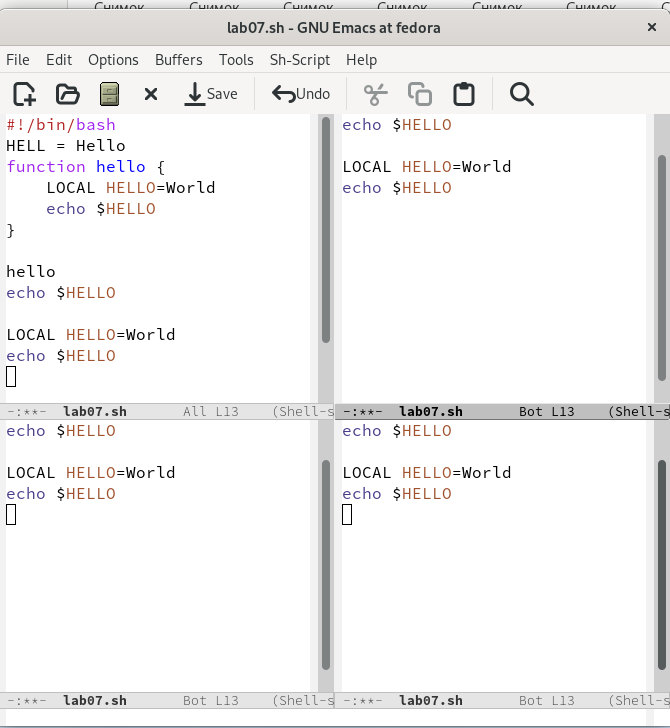 Снимок Снимок Снимок Снимок Снимок Снимок Снимок
lab07.sh - GNU Emacs at fedora ×
File Edit Options Buffers Tools Sh-Script Help
Save Undo
#!/bin/bash
HELL = Hello
function hello {
    LOCAL HELLO=World
    echo $HELLO
}
hello
echo $HELLO
LOCAL HELLO=World
echo $HELLO
-:**- lab07.sh All L13 (Shell-s
echo $HELLO
LOCAL HELLO=World
echo $HELLO
-:**- lab07.sh Bot L13 (Shell-s
echo $HELLO
LOCAL HELLO=World
echo $HELLO
-:**- lab07.sh Bot L13 (Shell-s
echo $HELLO
LOCAL HELLO=World
echo $HELLO
-:**- lab07.sh Bot L13 (Shell-s